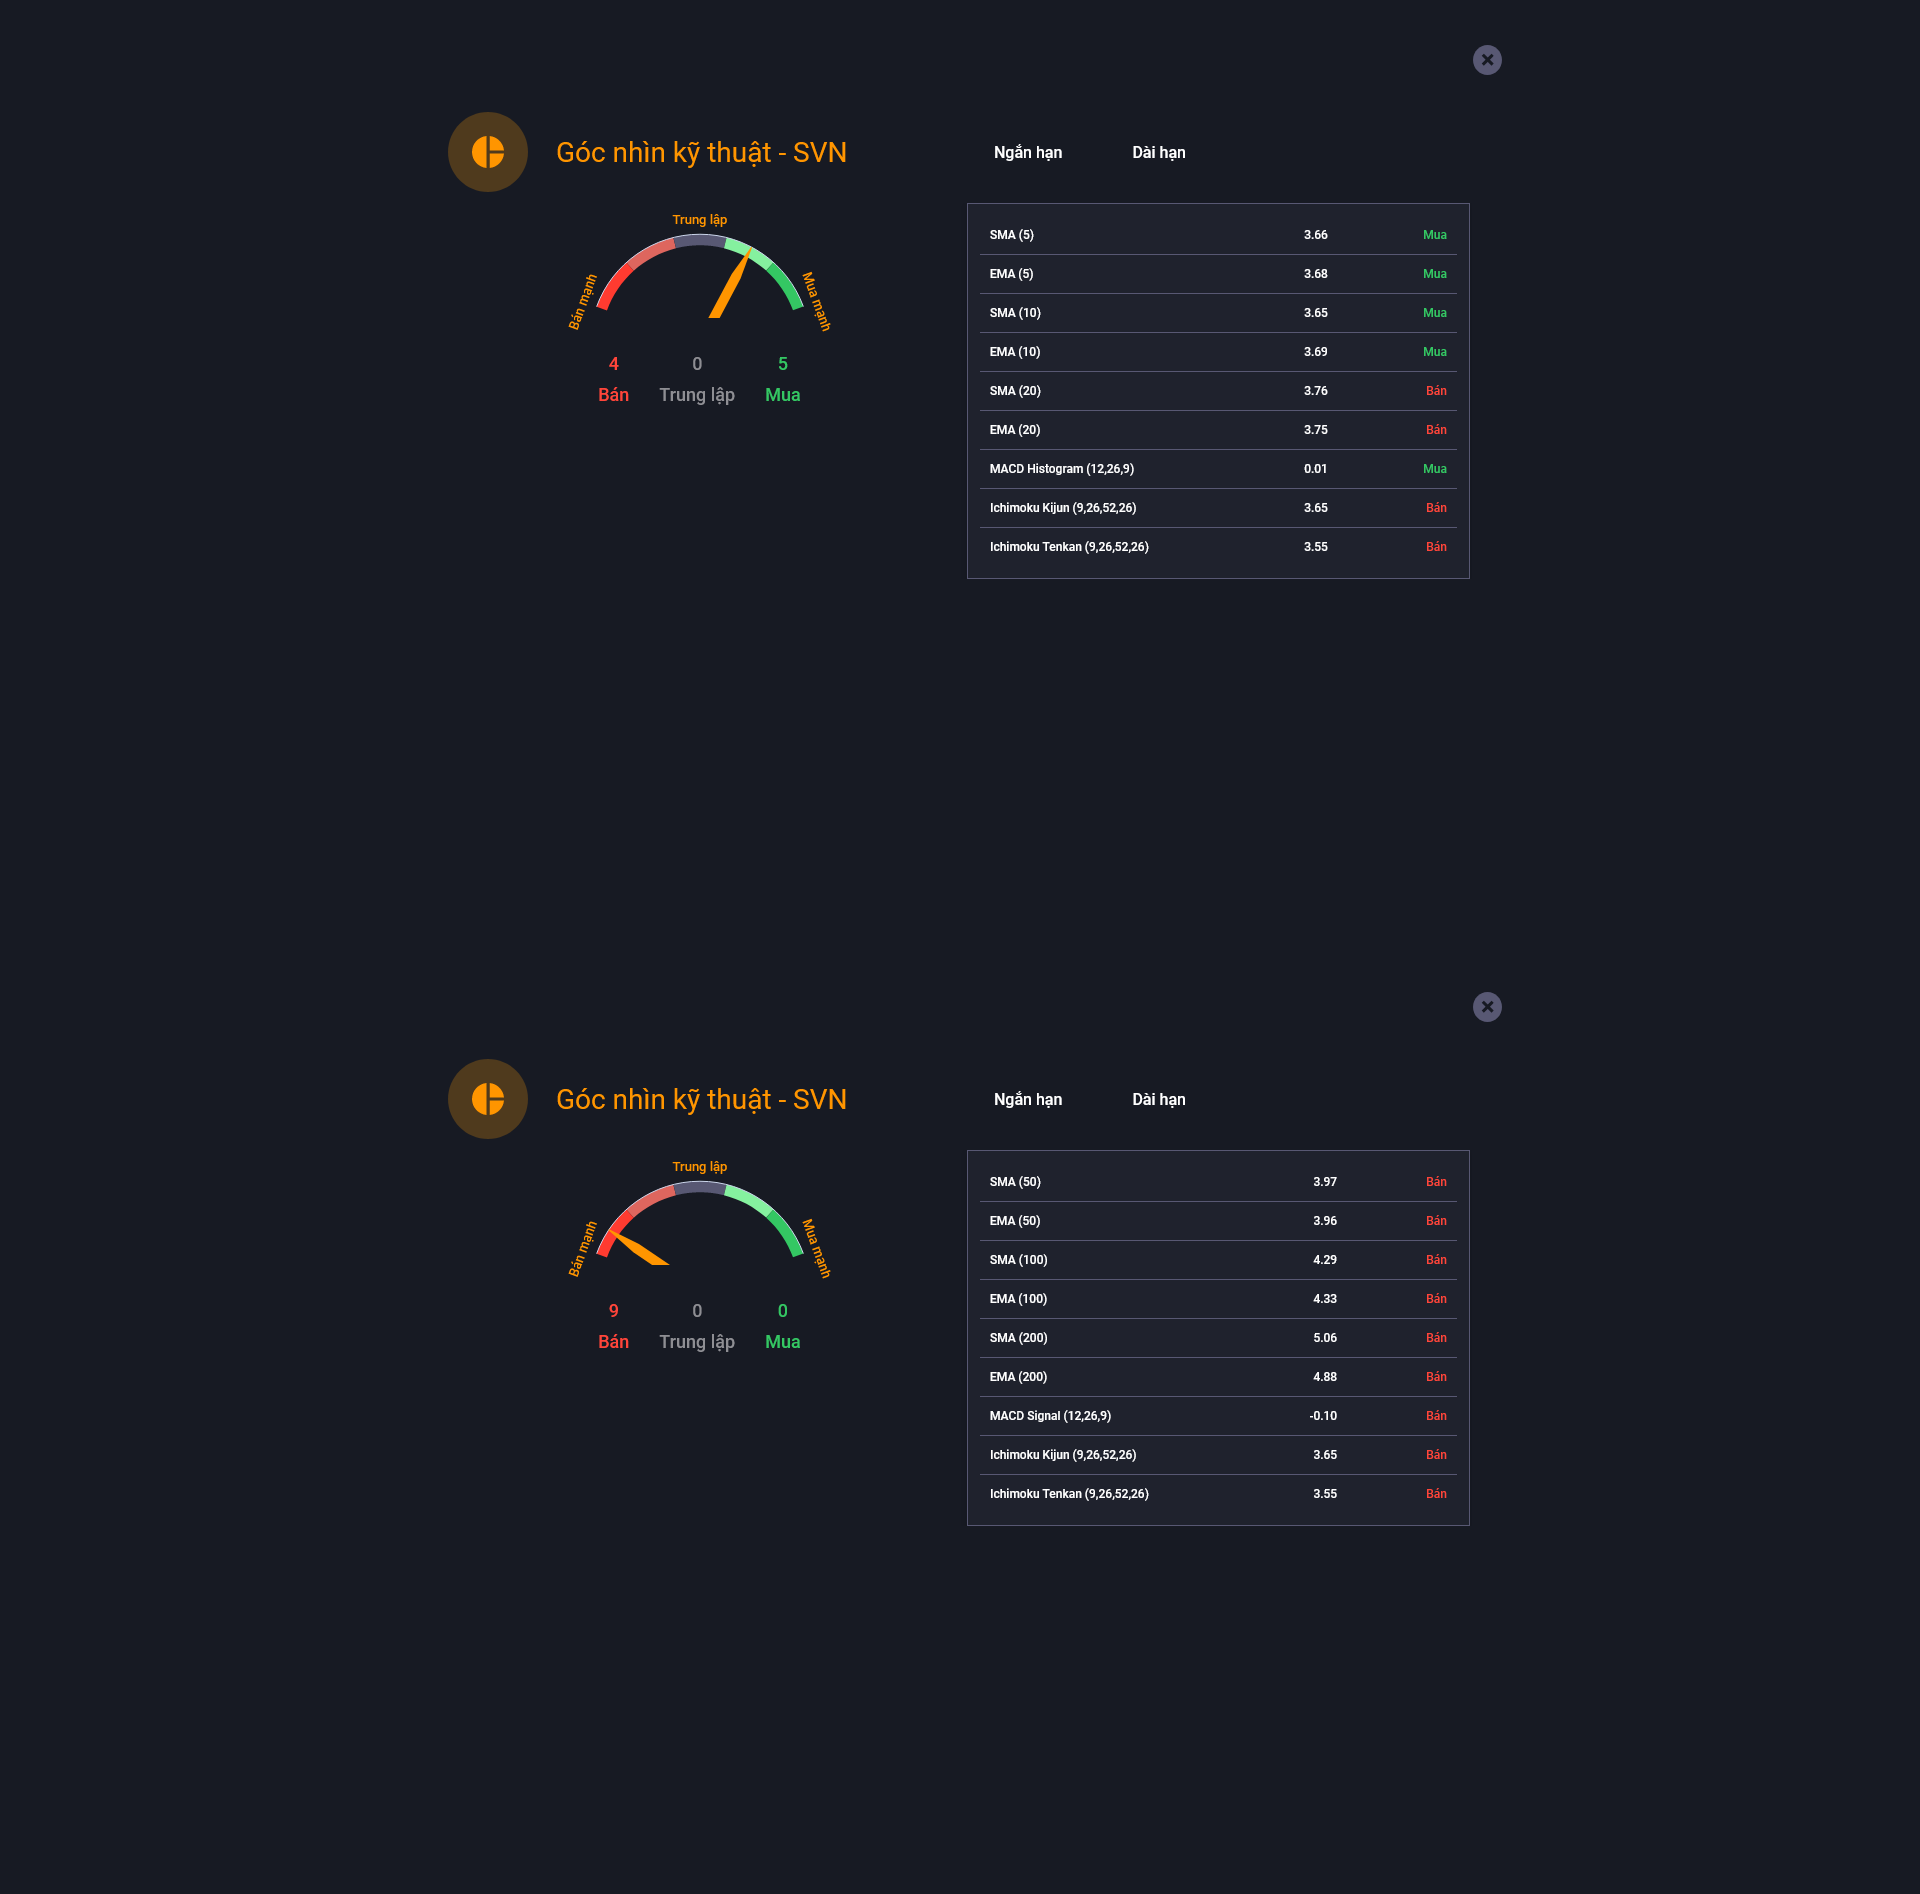 Góc nhìn kỹ thuật - SVN
Ngắn hạn Dài hạn
Trung lập
Bán mạnh
Mua mạnh
4 0 5
Bán Trung lập Mua
SMA (5) 3.66 Mua
EMA (5) 3.68 Mua
SMA (10) 3.65 Mua
EMA (10) 3.69 Mua
SMA (20) 3.76 Bán
EMA (20) 3.75 Bán
MACD Histogram (12,26,9) 0.01 Mua
Ichimoku Kijun (9,26,52,26) 3.65 Bán
Ichimoku Tenkan (9,26,52,26) 3.55 Bán
Góc nhìn kỹ thuật - SVN
Ngắn hạn Dài hạn
Trung lập
Bán mạnh
Mua mạnh
9 0 0
Bán Trung lập Mua
SMA (50) 3.97 Bán
EMA (50) 3.96 Bán
SMA (100) 4.29 Bán
EMA (100) 4.33 Bán
SMA (200) 5.06 Bán
EMA (200) 4.88 Bán
MACD Signal (12,26,9) -0.10 Bán
Ichimoku Kijun (9,26,52,26) 3.65 Bán
Ichimoku Tenkan (9,26,52,26) 3.55 Bán